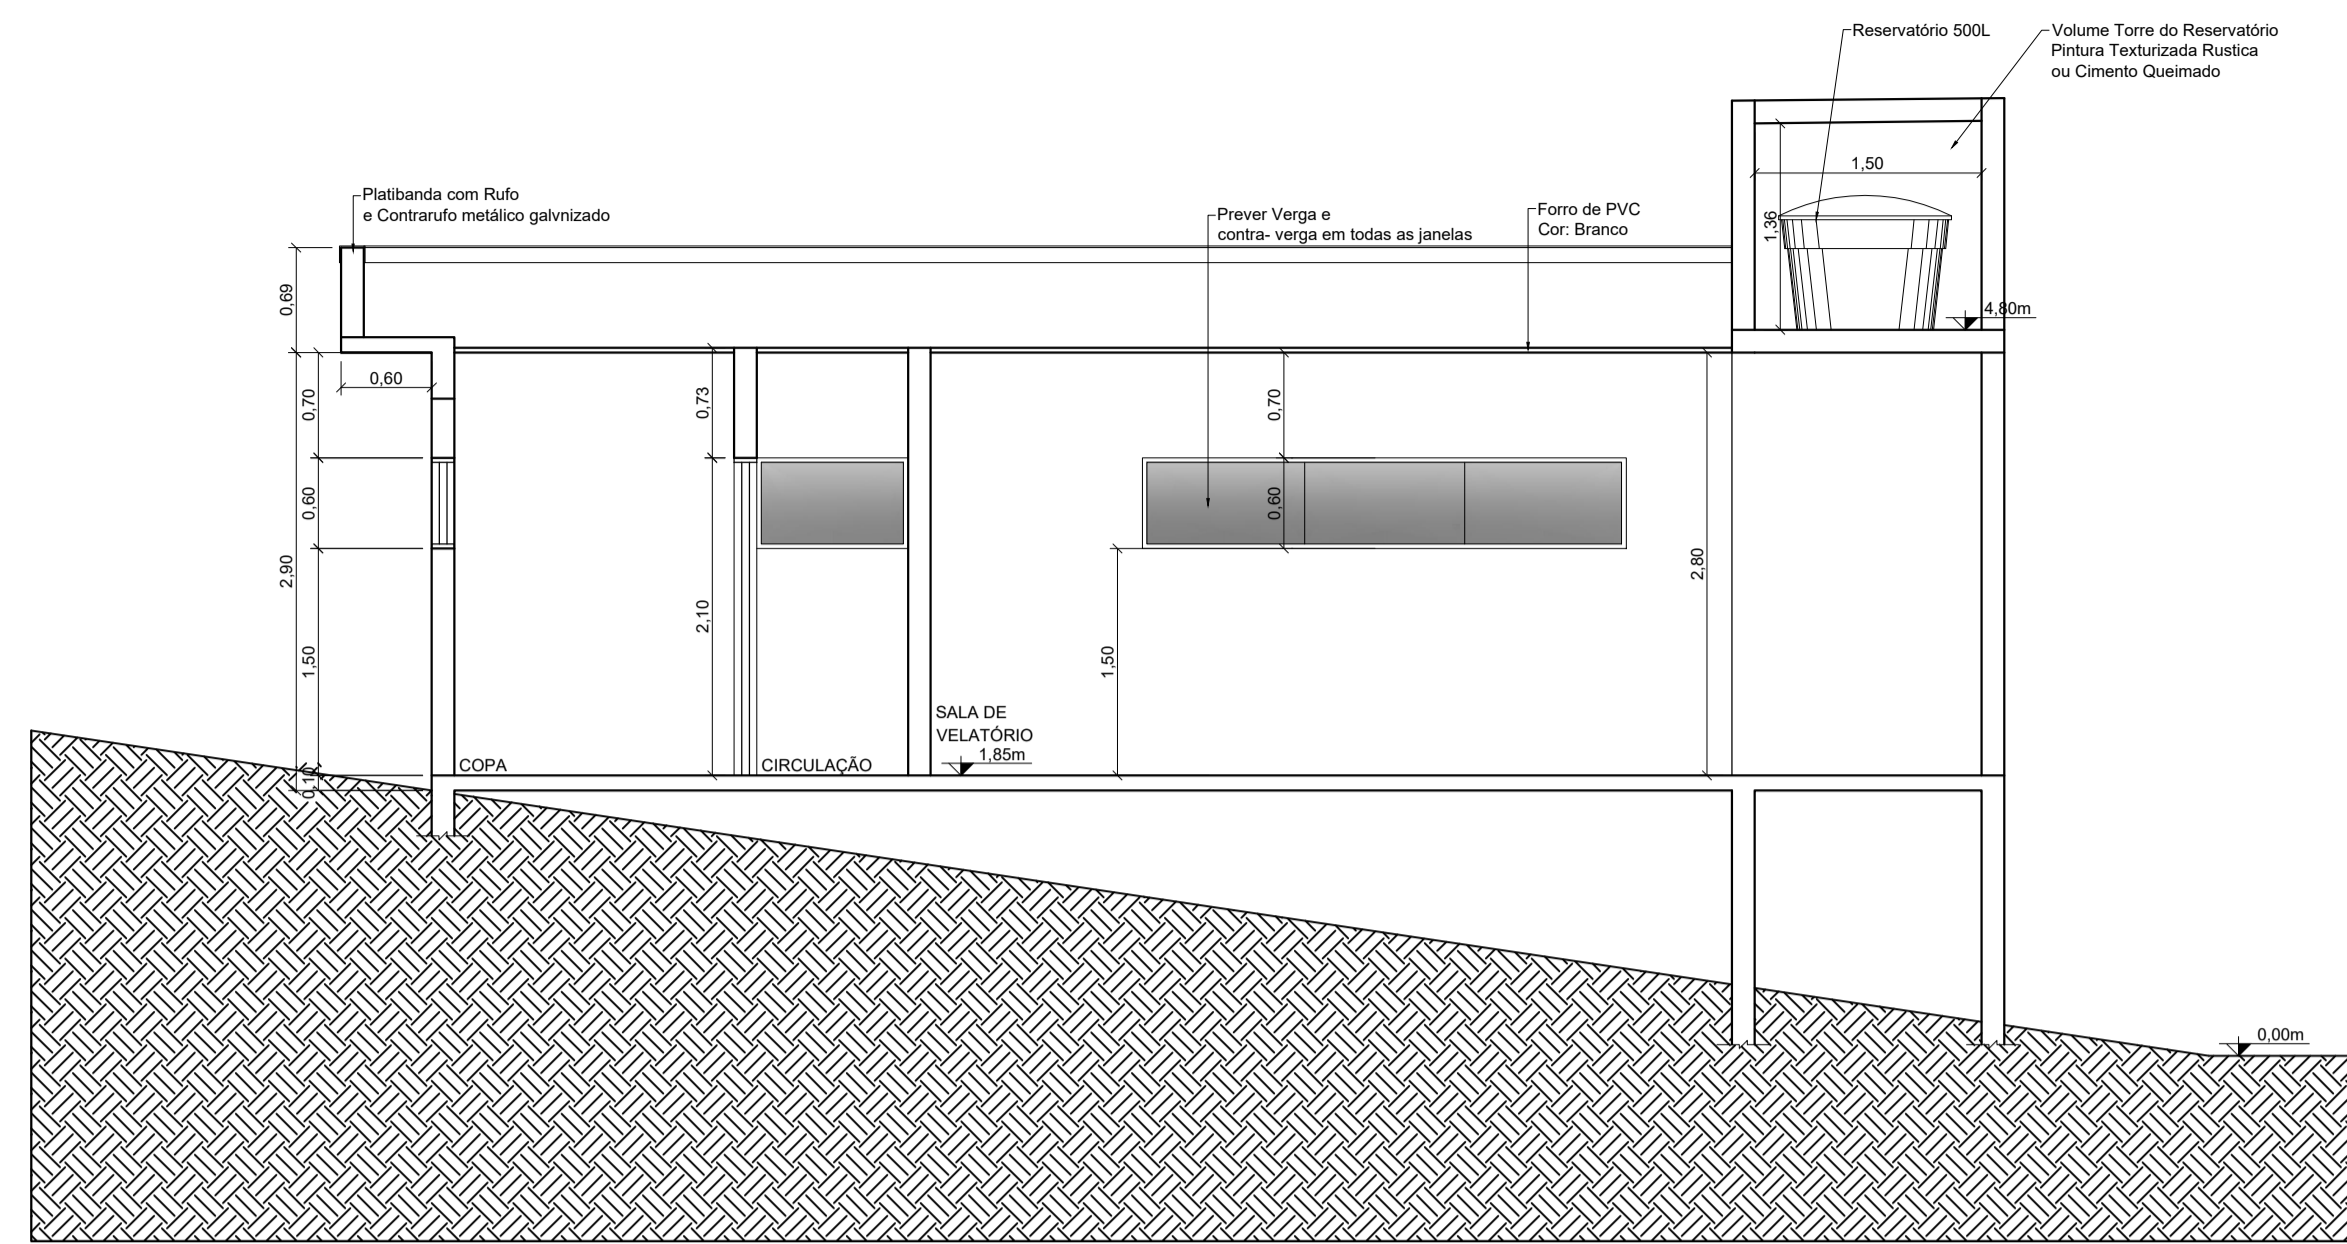 Reservatório 500L
Volume Torre do Reservatório
Pintura Texturizada Rustica
ou Cimento Queimado
1,50
1,36
4,80m
Platibanda com Rufo
e Contrarufo metálico galvnizado
Prever Verga e
contra- verga em todas as janelas
Forro de PVC
Cor: Branco
0,69
0,60
0,70
0,73
0,70
0,60
0,60
2,90
2,80
1,50
2,10
1,50
SALA DE
VELATÓRIO
1,85m
COPA
CIRCULAÇÃO
0,10
0,00m